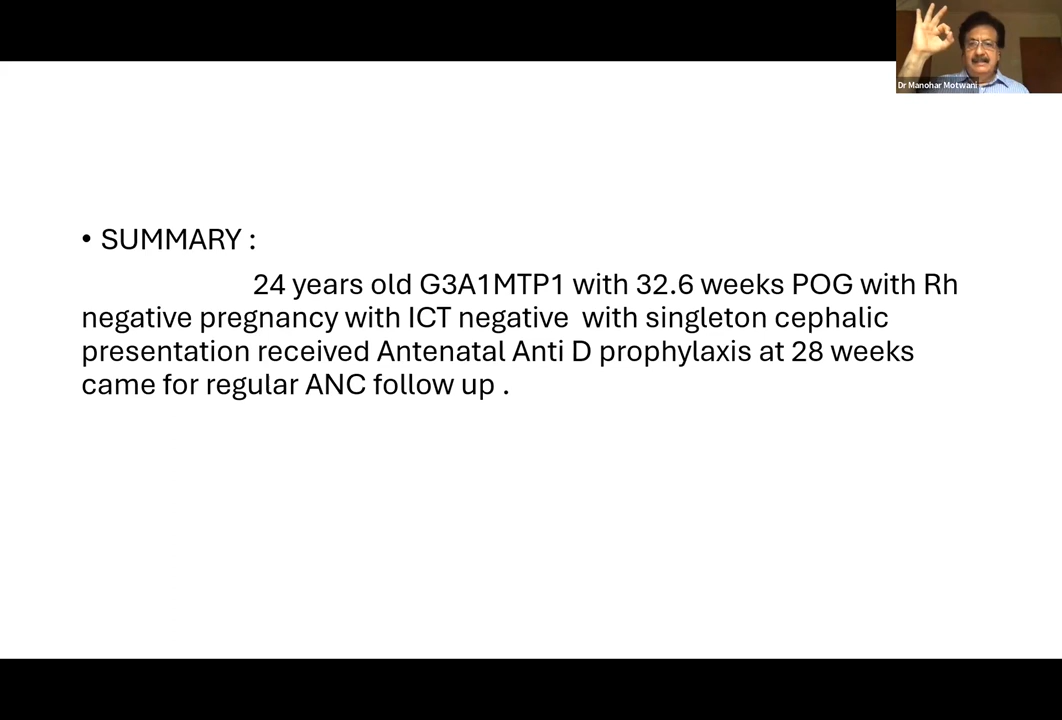 Dr Manohar Motwani
• SUMMARY :
24 years old G3A1MTP1 with 32.6 weeks POG with Rh
negative pregnancy with ICT negative with singleton cephalic
presentation received Antenatal Anti D prophylaxis at 28 weeks
came for regular ANC follow up .